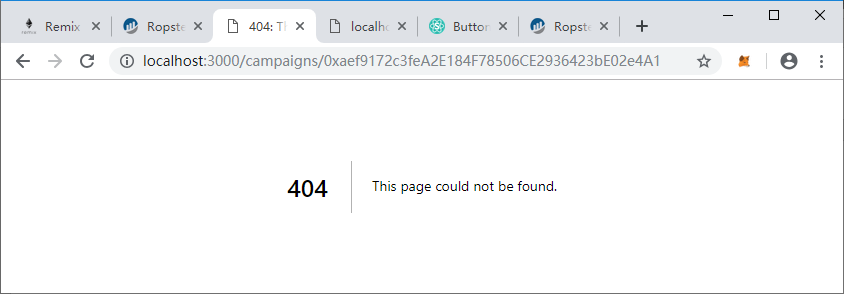 Remix
Ropste
404: Th
localho
Button
Ropste
localhost:3000/campaigns/0xaef9172c3feA2E184F78506CE2936423bE02e4A1
404
This page could not be found.